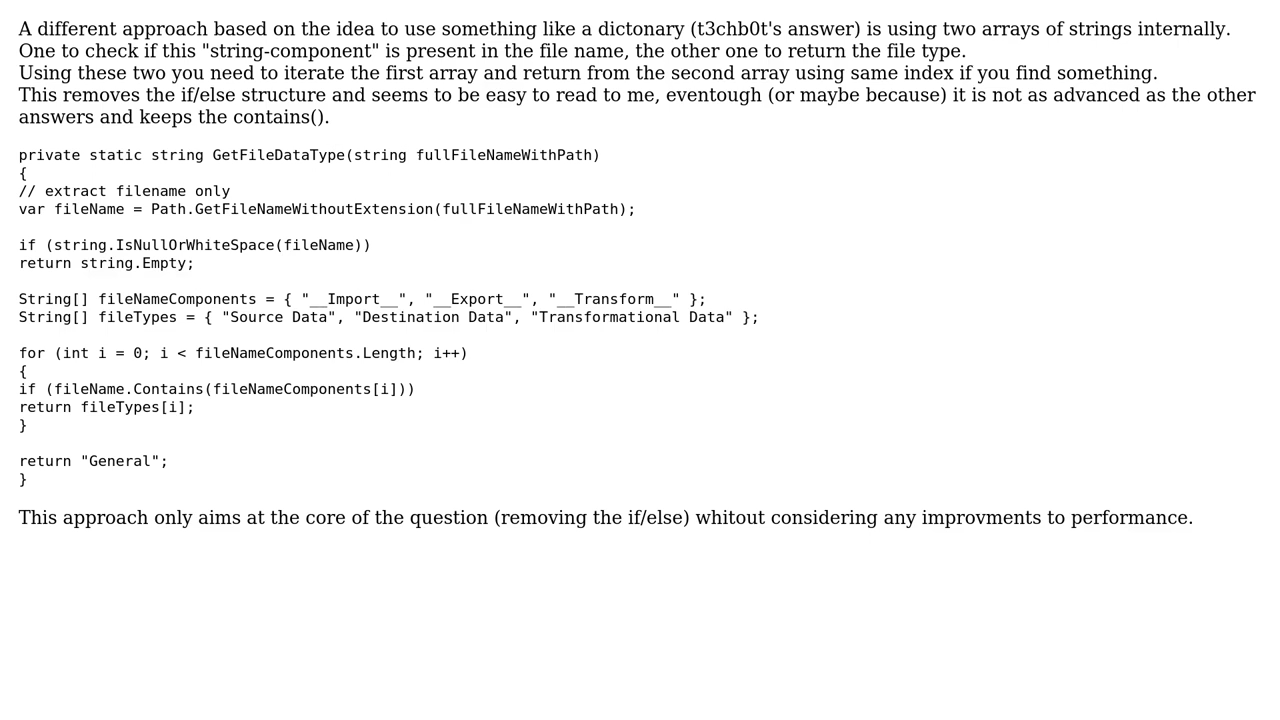 A different approach based on the idea to use something like a dictonary (t3chb0t's answer) is using two arrays of strings internally.
One to check if this "string-component" is present in the file name, the other one to return the file type.
Using these two you need to iterate the first array and return from the second array using same index if you find something.
This removes the if/else structure and seems to be easy to read to me, eventough (or maybe because) it is not as advanced as the other
answers and keeps the contains().
private static string GetFileDataType(string fullFileNameWithPath)
{
// extract filename only
var fileName = Path.GetFileNameWithoutExtension(fullFileNameWithPath);
if (string.IsNullOrWhiteSpace(fileName))
return string.Empty;
String[] fileNameComponents = { "__Import__", "__Export__", "__Transform__" };
String[] fileTypes = { "Source Data", "Destination Data", "Transformational Data" };
for (int i = 0; i < fileNameComponents.Length; i++)
{
if (fileName.Contains(fileNameComponents[i]))
return fileTypes[i];
}
return "General";
}
This approach only aims at the core of the question (removing the if/else) whitout considering any improvments to performance.